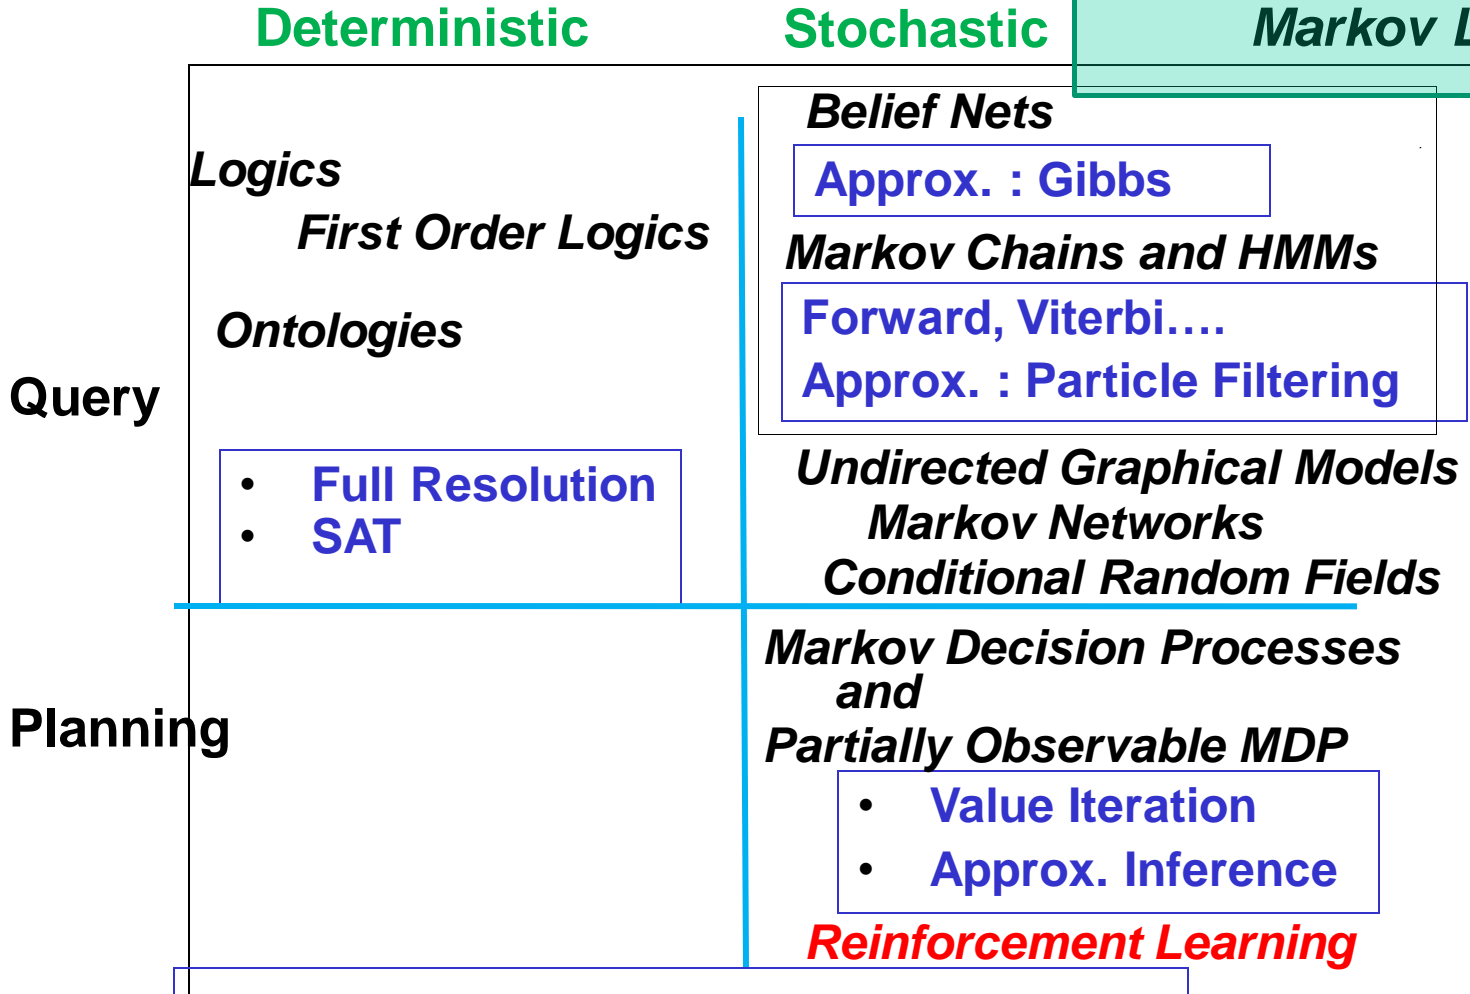 Deterministic
Stochastic
Markov
Belief Nets
Logics
Approx. : Gibbs
First Order Logics
Markov Chains and HMMs
Ontologies
Forward, Viterbi….
Approx. : Particle Filtering
Query
• Full Resolution
• SAT
Undirected Graphical Models
Markov Networks
Conditional Random Fields
Markov Decision Processes
and
Partially Observable MDP
Planning
• Value Iteration
• Approx. Inference
Reinforcement Learning